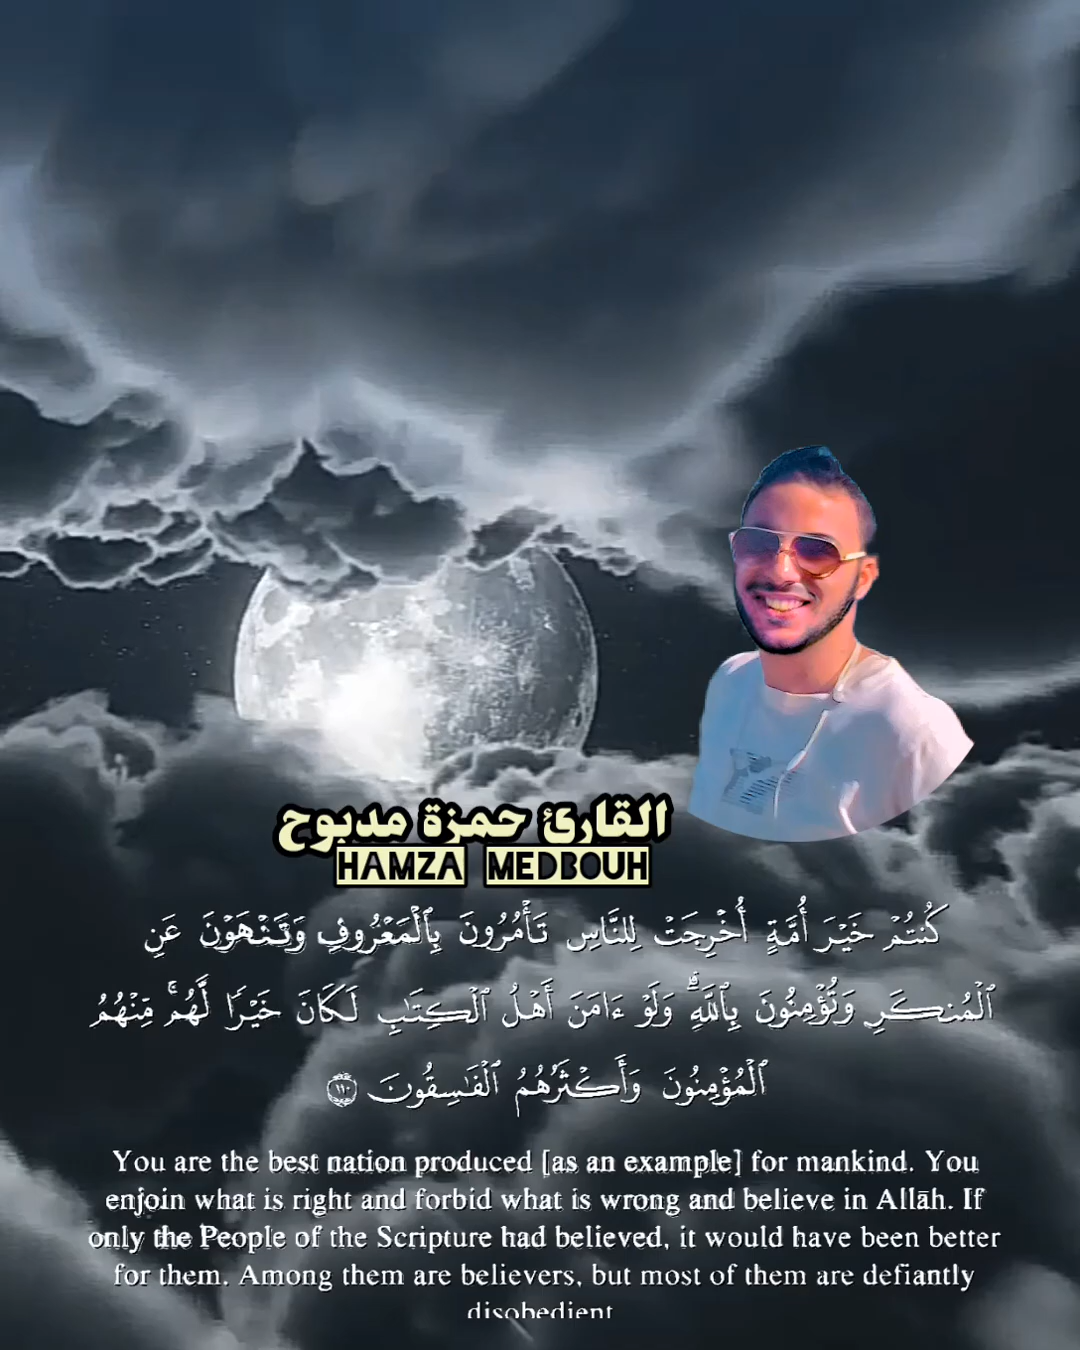 القارئ حمزة مدبوح
HAMZA MEDBOUH
كُنتُمْ خَيْرَ أُمَّةٍ أُخْرِجَتْ لِلنَّاسِ تَأْمُرُونَ بِٱلْمَعْرُوفِ وَتَنْهَوْنَ عَنِ
ٱلْمُنكَرِ وَتُؤْمِنُونَ بِٱللَّهِۗ وَلَوْ ءَامَنَ أَهْلُ ٱلْكِتَٰبِ لَكَانَ خَيْرًا لَّهُمۚ مِّنْهُمُ
ٱلْمُؤْمِنُونَ وَأَكْثَرُهُمُ ٱلْفَٰسِقُونَ ١١٠
You are the best nation produced [as an example] for mankind. You
enjoin what is right and forbid what is wrong and believe in Allāh. If
only the People of the Scripture had believed, it would have been better
for them. Among them are believers, but most of them are defiantly
disobedient